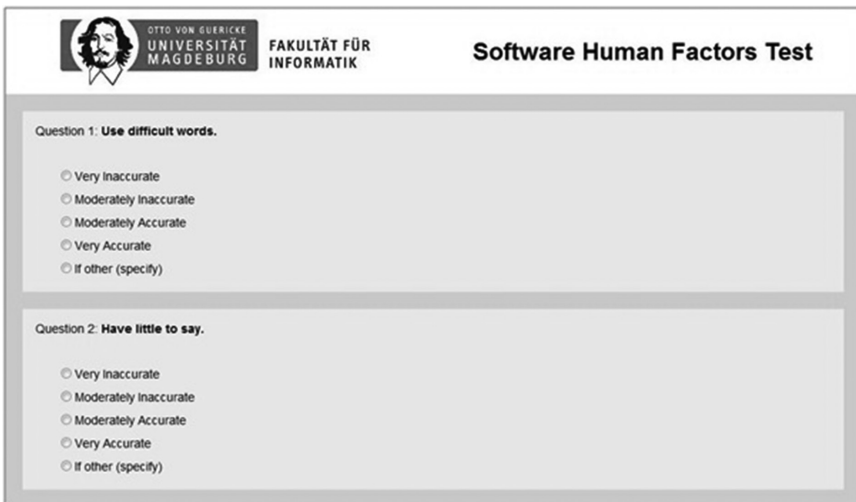 OTTO VON GUERICKE
UNIVERSITÄT
MAGDEBURG
FAKULTÄT FÜR
INFORMATIK
Software Human Factors Test
Question 1: Use difficult words.
Very Inaccurate
Moderately Inaccurate
Moderately Accurate
Very Accurate
If other (specify)
Question 2: Have little to say.
Very Inaccurate
Moderately Inaccurate
Moderately Accurate
Very Accurate
If other (specify)